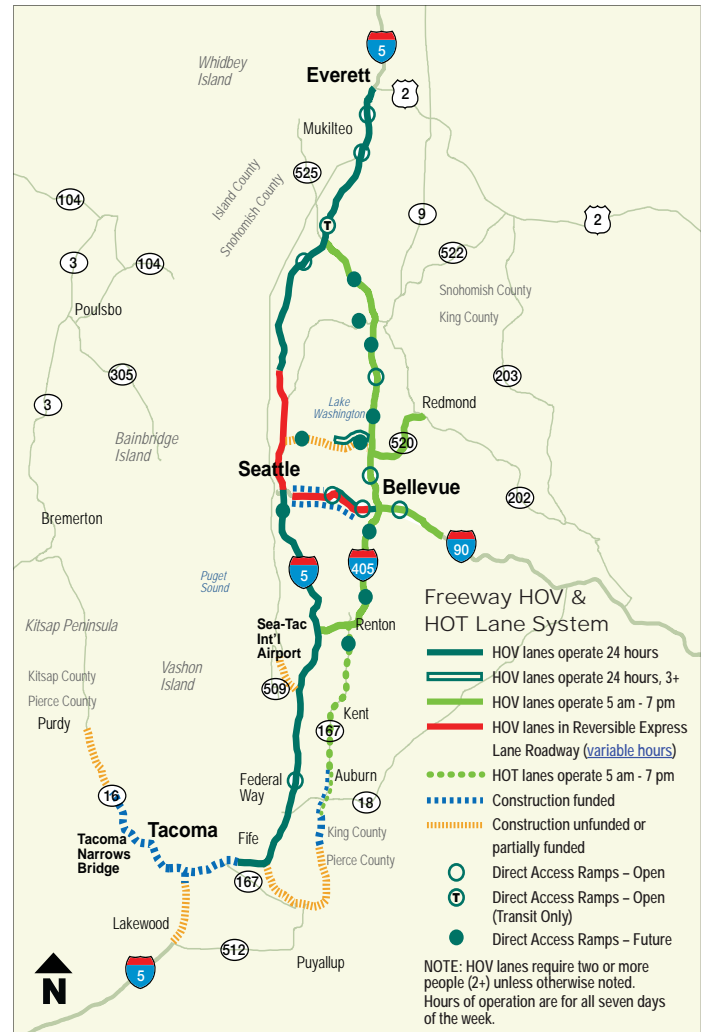 5
Everett
Whidbey
Island
2
Mukilteo
525
Island County
Snohomish County
9
2
104
522
T
3
104
Snohomish County
King County
Poulsbo
305
203
3
Lake
Washington
Redmond
Bainbridge
Island
520
Seattle
Bellevue
202
Bremerton
90
5
405
Puget
Sound
Kitsap Peninsula
Sea-Tac
Int'l
Airport
Renton
Vashon
Island
Kitsap County
Pierce County
509
Purdy
Kent
167
Auburn
Federal
Way
16
18
Tacoma
Fife
King County
Pierce County
Tacoma
Narrows
Bridge
167
Lakewood
512
Puyallup
5
N
Freeway HOV &
HOT Lane System
HOV lanes operate 24 hours
HOV lanes operate 24 hours, 3+
HOV lanes operate 5 am - 7 pm
HOV lanes in Reversible Express
Lane Roadway (variable hours)
HOT lanes operate 5 am - 7 pm
Construction funded
Construction unfunded or
partially funded
Direct Access Ramps – Open
T
Direct Access Ramps – Open
(Transit Only)
Direct Access Ramps – Future
NOTE: HOV lanes require two or more
people (2+) unless otherwise noted.
Hours of operation are for all seven days
of the week.